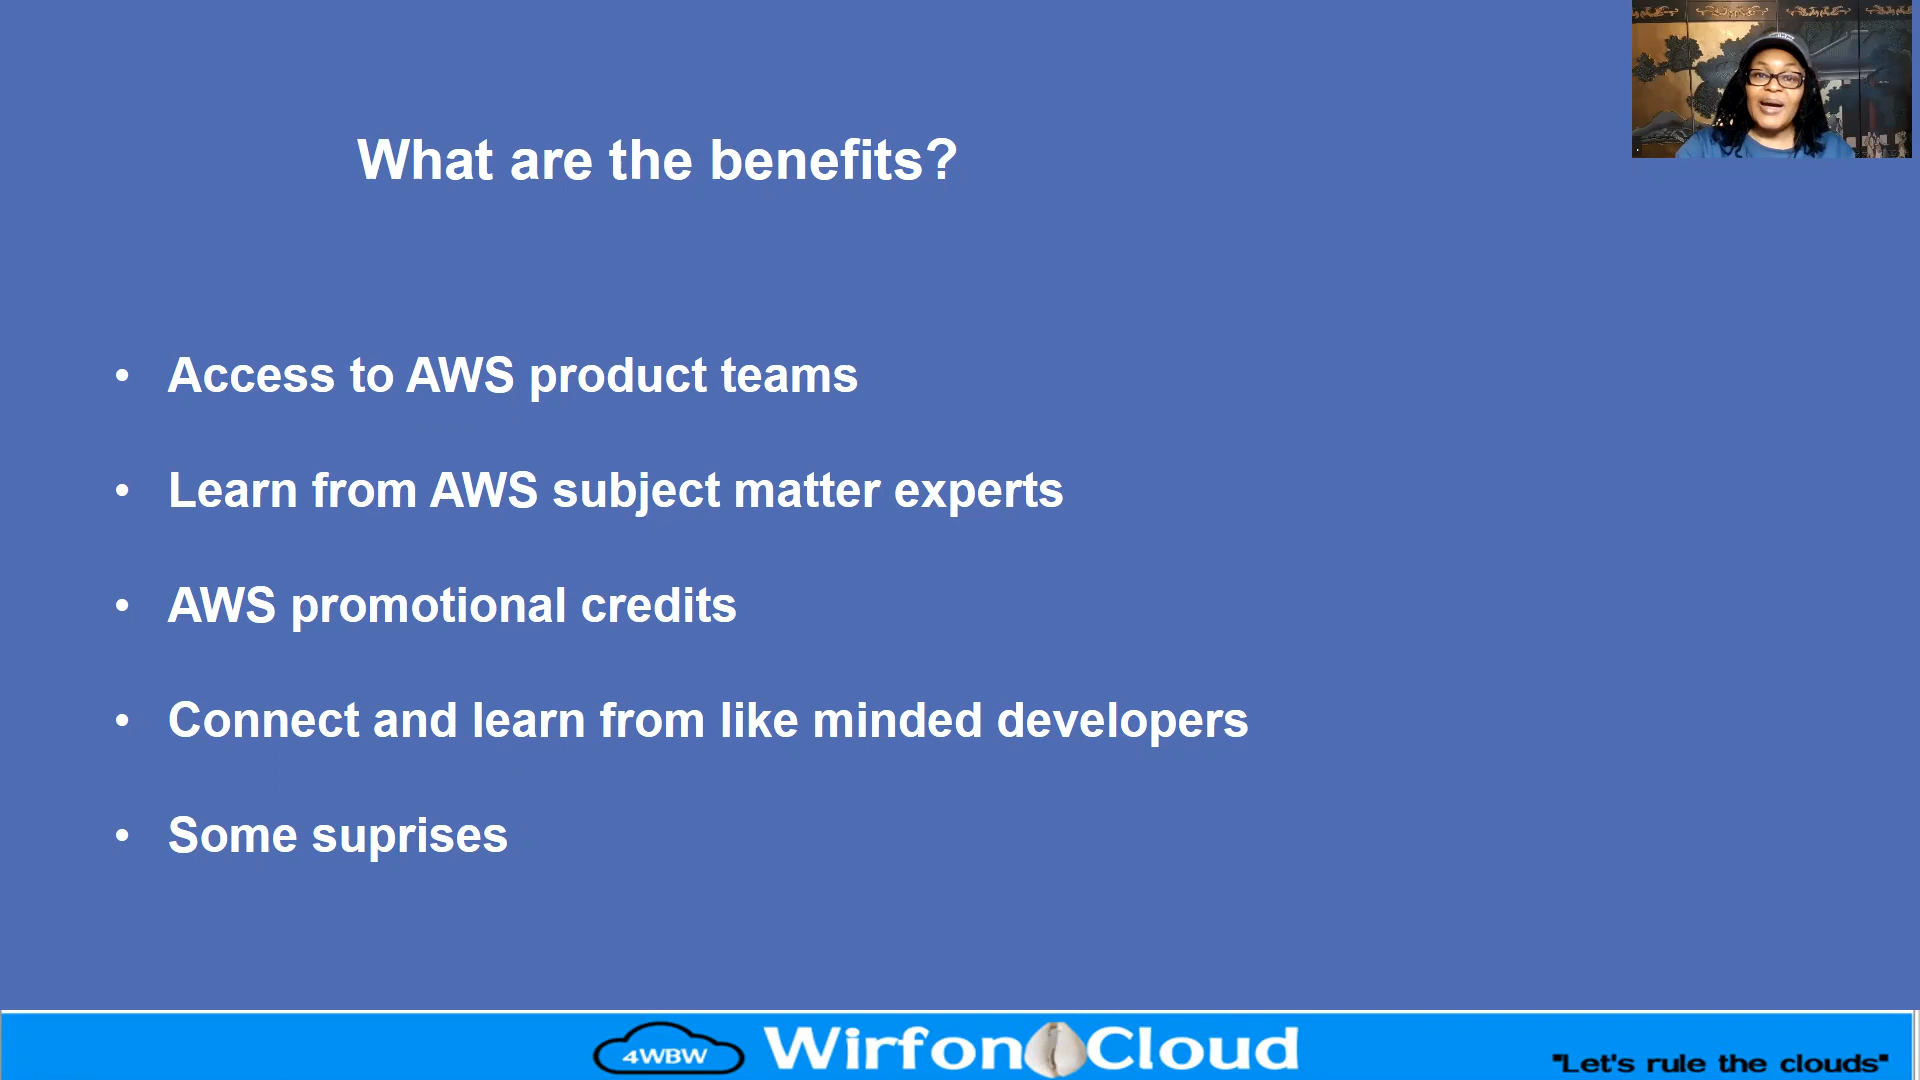 What are the benefits?
• Access to AWS product teams
• Learn from AWS subject matter experts
• AWS promotional credits
• Connect and learn from like minded developers
• Some suprises
4WBW
Wirfon Cloud
"Let's rule the clouds"